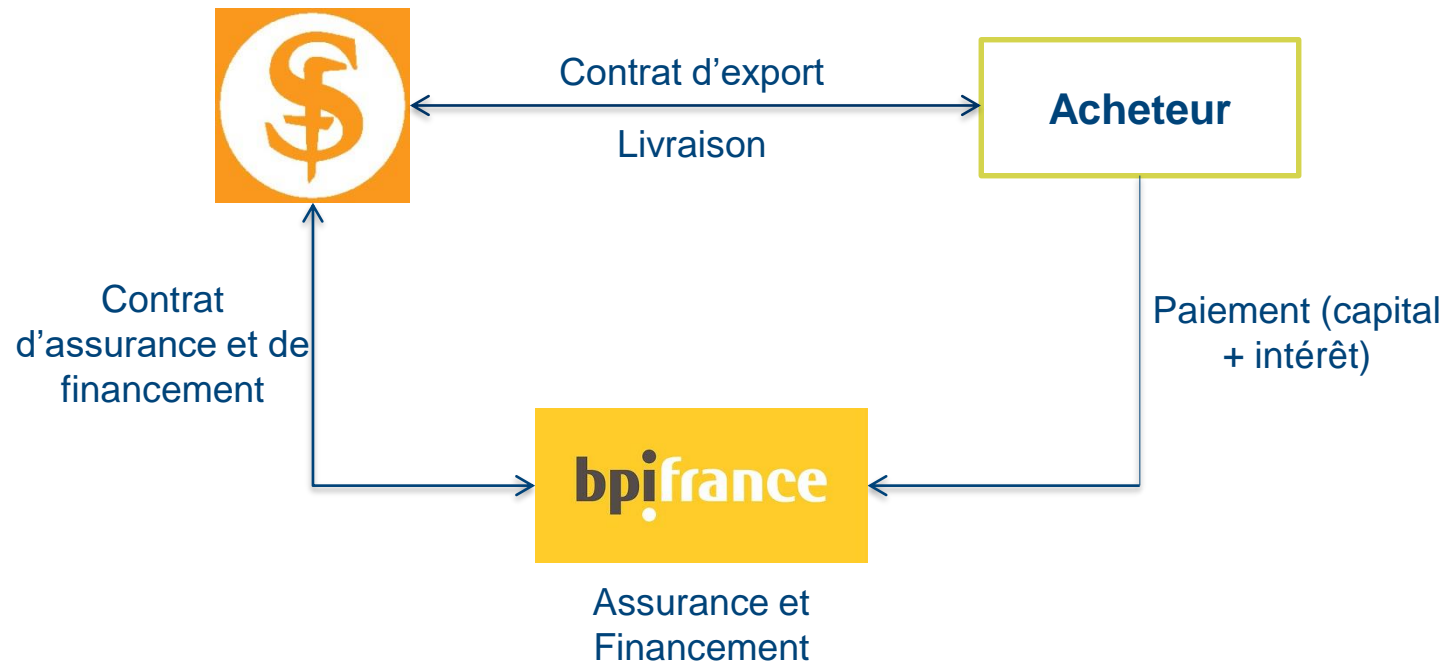 Contrat d’export
Livraison
Acheteur
Contrat
d’assurance et de
financement
Paiement (capital
+ intérêt)
bpifrance
Assurance et
Financement